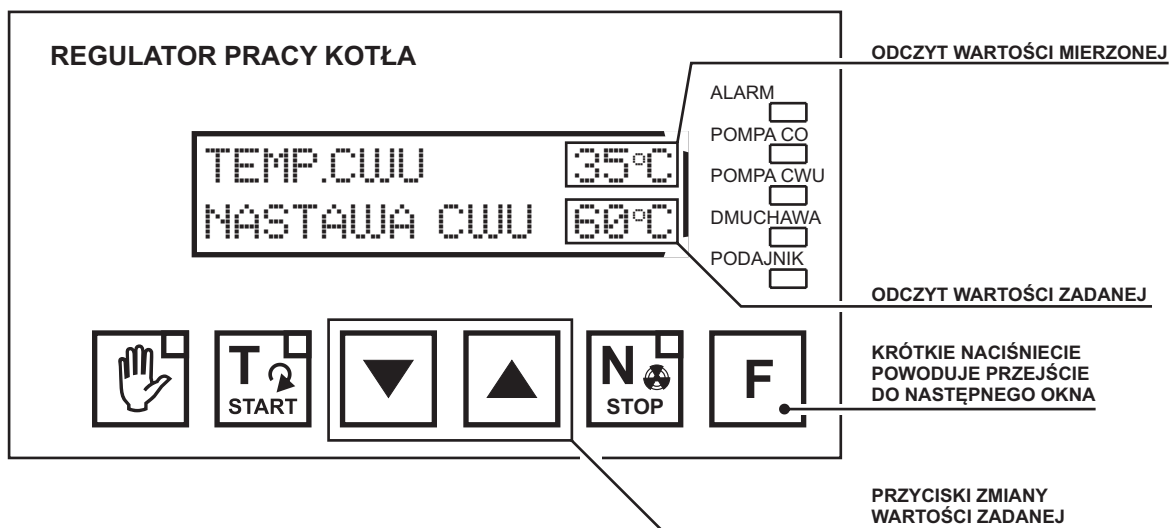 REGULATOR PRACY KOTŁA
ODCZYT WARTOŚCI MIERZONEJ
ALARM
POMPA CO
TEMP.CWU 35°C
POMPA CWU
NASTAWA CWU 60°C
DMUCHAWA
PODAJNIK
ODCZYT WARTOŚCI ZADANEJ
T
START
N
STOP
F
KRÓTKIE NACIŚNIECIE
POWODUJE PRZEJŚCIE
DO NASTĘPNEGO OKNA
PRZYCISKI ZMIANY
WARTOŚCI ZADANEJ